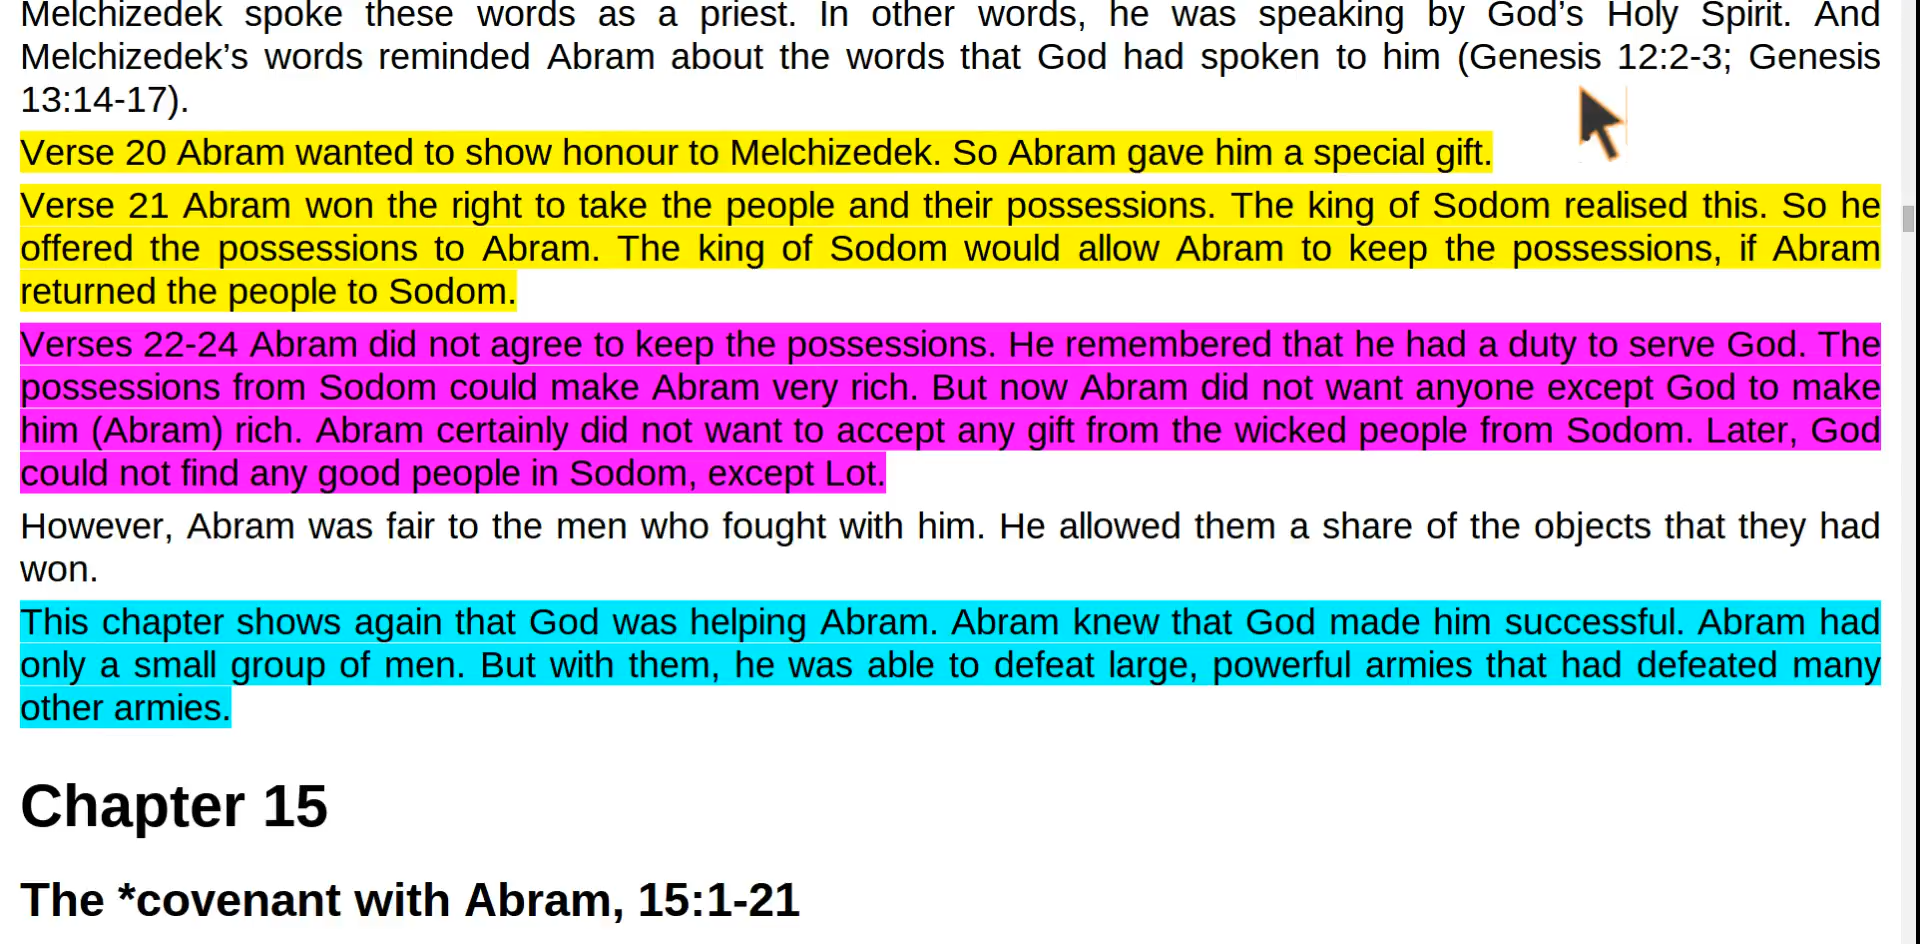 Melchizedek spoke these words as a priest. In other words, he was speaking by God’s Holy Spirit. And
Melchizedek’s words reminded Abram about the words that God had spoken to him (Genesis 12:2-3; Genesis
13:14-17).
Verse 20 Abram wanted to show honour to Melchizedek. So Abram gave him a special gift.
Verse 21 Abram won the right to take the people and their possessions. The king of Sodom realised this. So he
offered the possessions to Abram. The king of Sodom would allow Abram to keep the possessions, if Abram
returned the people to Sodom.
Verses 22-24 Abram did not agree to keep the possessions. He remembered that he had a duty to serve God. The
possessions from Sodom could make Abram very rich. But now Abram did not want anyone except God to make
him (Abram) rich. Abram certainly did not want to accept any gift from the wicked people from Sodom. Later, God
could not find any good people in Sodom, except Lot.
However, Abram was fair to the men who fought with him. He allowed them a share of the objects that they had
won.
This chapter shows again that God was helping Abram. Abram knew that God made him successful. Abram had
only a small group of men. But with them, he was able to defeat large, powerful armies that had defeated many
other armies.
Chapter 15
The *covenant with Abram, 15:1-21